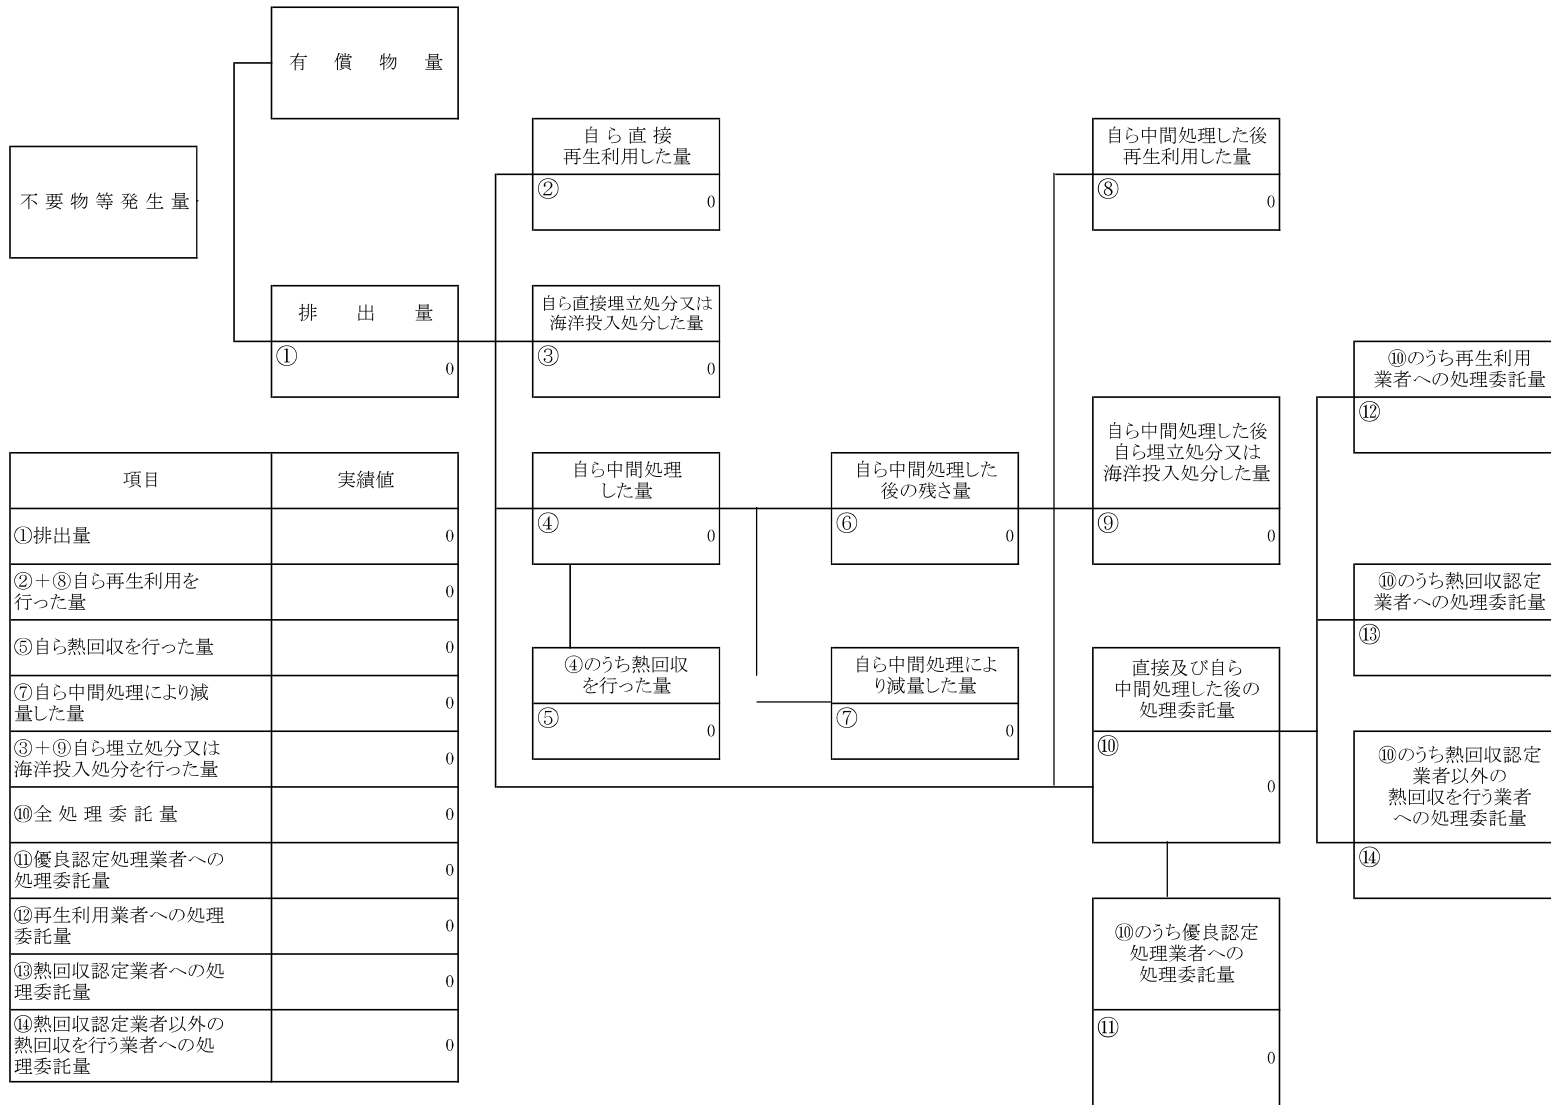 有償物量
不要物等発生量
排出量
①
0
自ら直接
再生利用した量
②
0
自ら直接埋立処分又は
海洋投入処分した量
③
0
自ら中間処理
した量
④
0
④のうち熱回収
を行った量
⑤
0
自ら中間処理した
後の残さ量
⑥
0
自ら中間処理によ
り減量した量
⑦
0
自ら中間処理した後
再生利用した量
⑧
0
自ら中間処理した後
自ら埋立処分又は
海洋投入処分した量
⑨
0
直接及び自ら
中間処理した後の
処理委託量
⑩
0
⑩のうち優良認定
処理業者への
処理委託量
⑪
0
⑩のうち再生利用
業者への処理委託量
⑫
⑩のうち熱回収認定
業者への処理委託量
⑬
⑩のうち熱回収認定
業者以外の
熱回収を行う業者
への処理委託量
⑭
項目 実績値
①排出量 0
②＋⑧自ら再生利用を
行った量
0
⑤自ら熱回収を行った量 0
⑦自ら中間処理により減
量した量
0
③＋⑨自ら埋立処分又は
海洋投入処分を行った量
0
⑩全処理委託量 0
⑪優良認定処理業者への
処理委託量
0
⑫再生利用業者への処理
委託量
0
⑬熱回収認定業者への処
理委託量
0
⑭熱回収認定業者以外の
熱回収を行う業者への処
理委託量
0